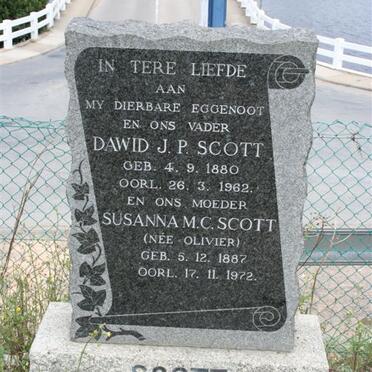 IN TERE LIEFDE
AAN
MY DIERBARE EGGENOOT
EN ONS VADER
DAWID J. P. SCOTT
GEB. 4. 9. 1880
OORL. 26. 3. 1962.
EN ONS MOEDER
SUSANNA M. C. SCOTT
(NÉE OLIVIER)
GEB. 5. 12. 1887
OORL. 17. 11. 1972.
SCOTT